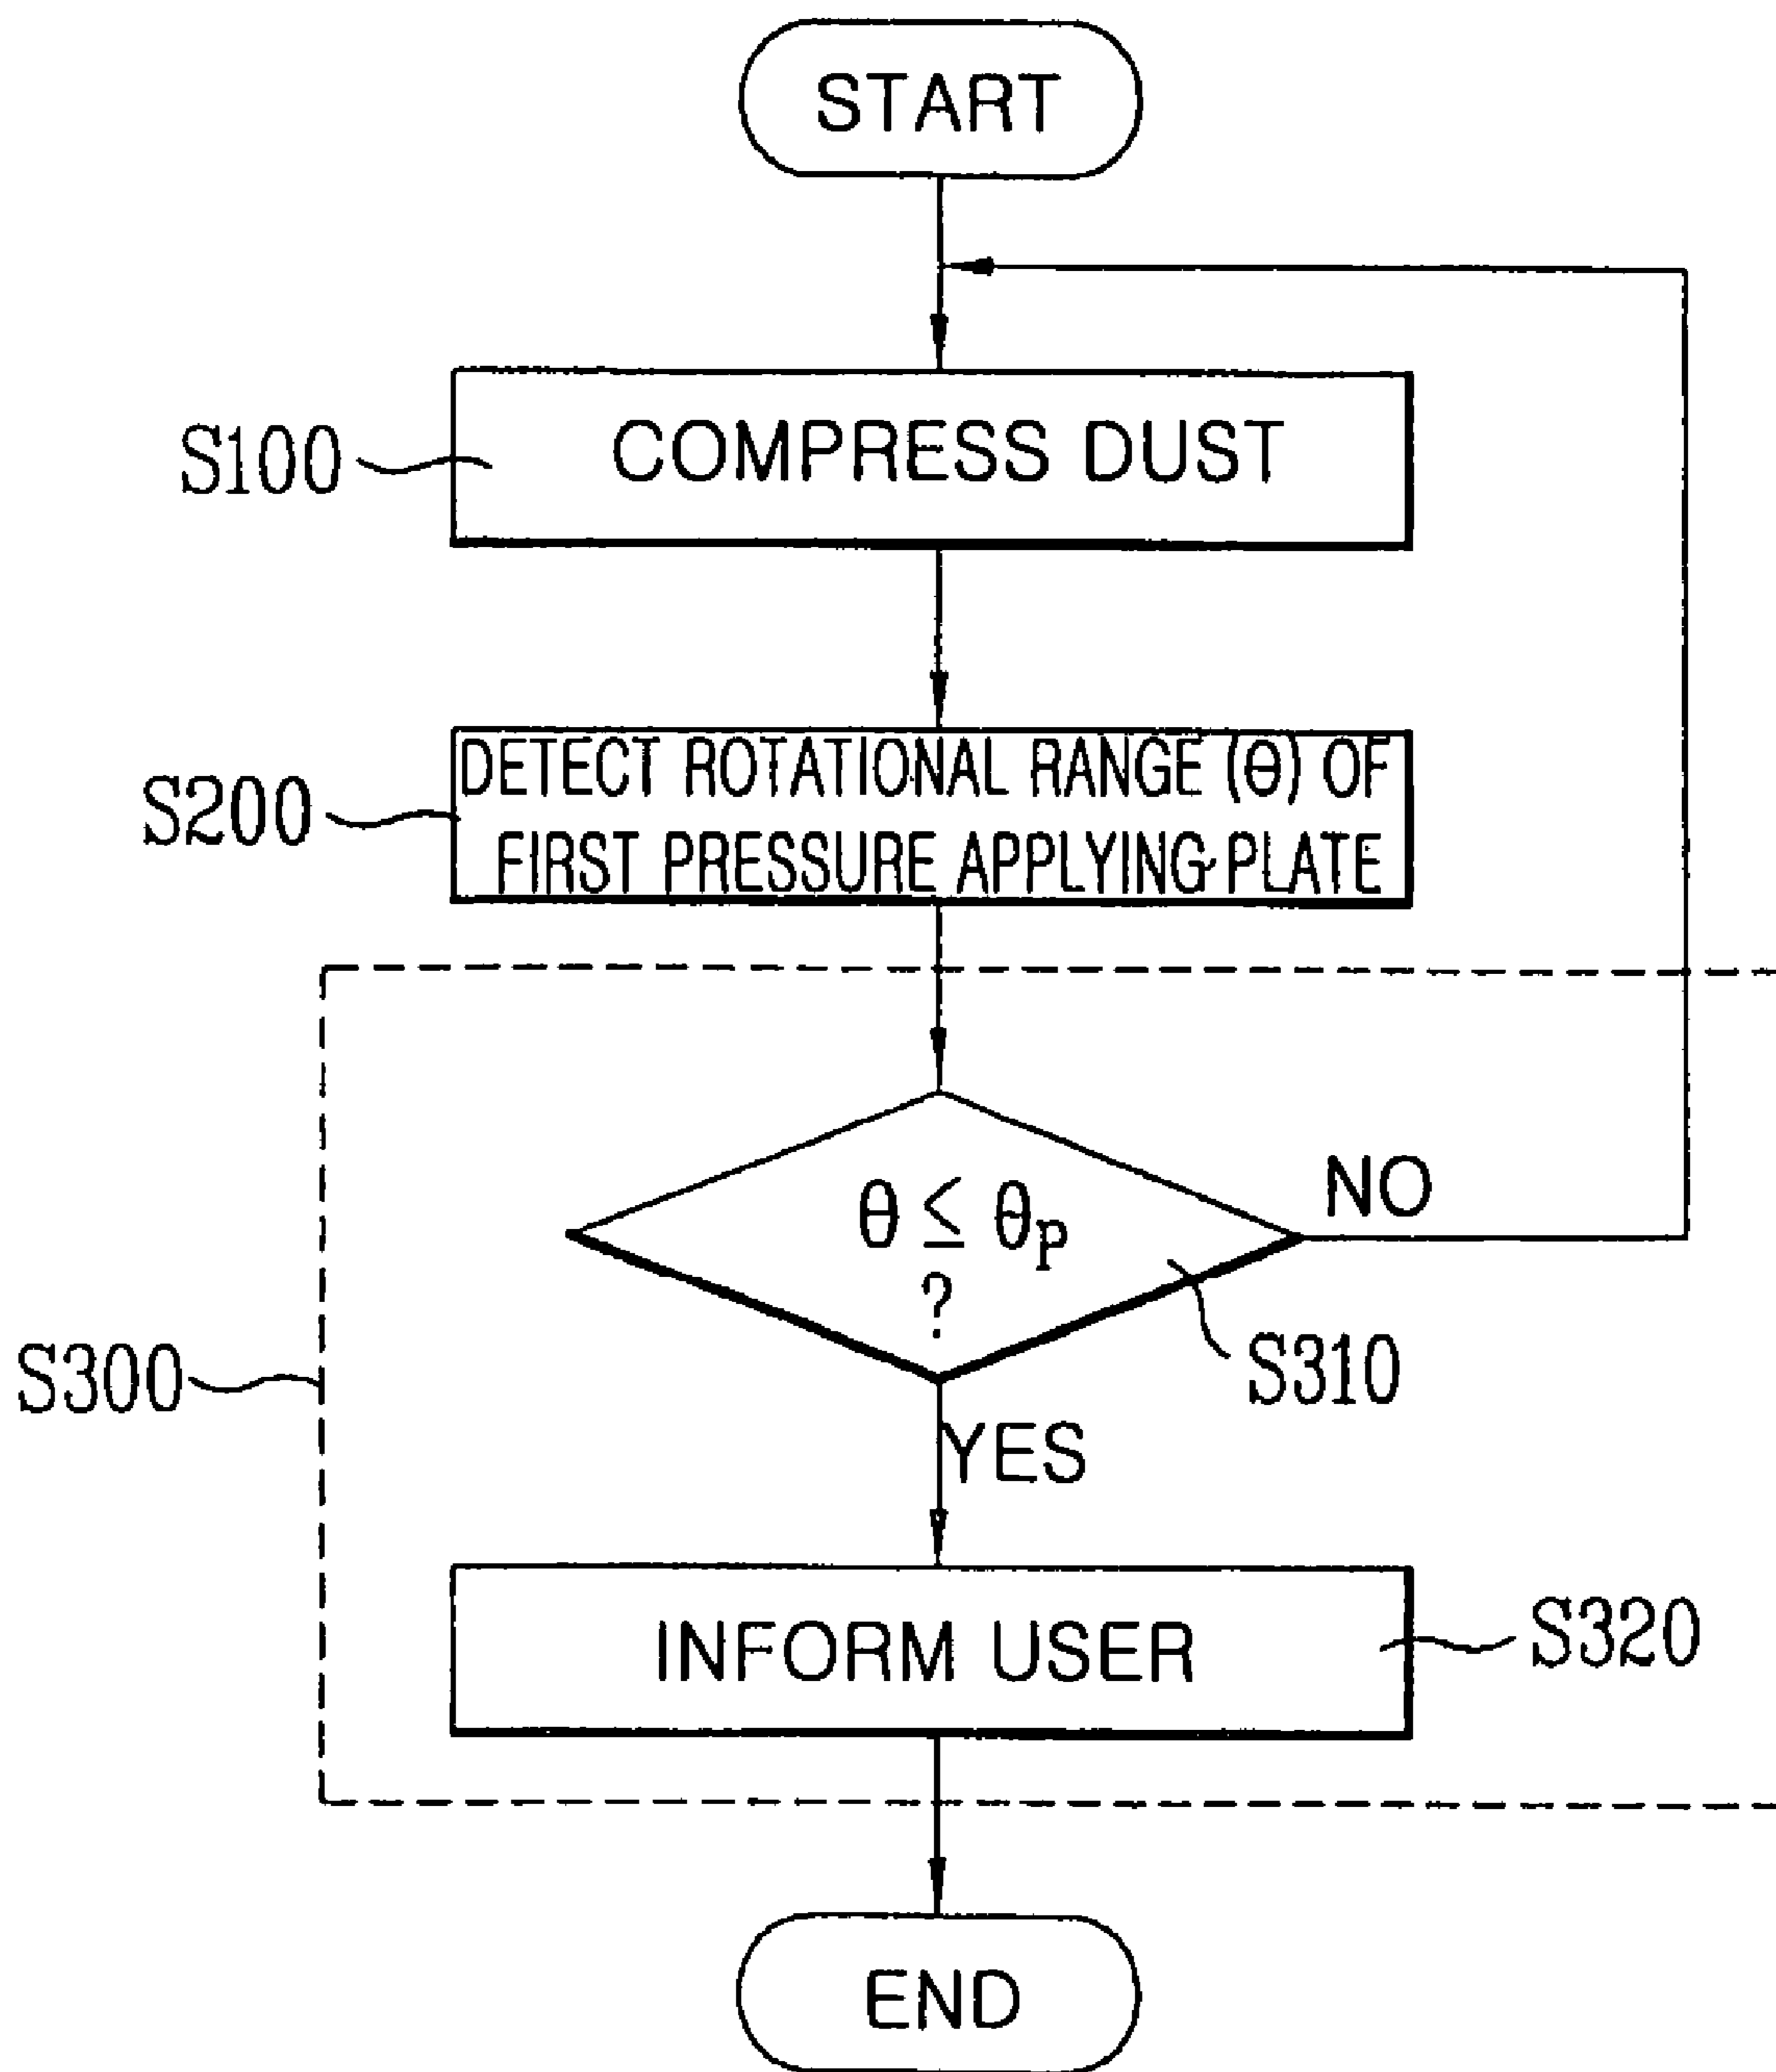 START
S100
COMPRESS DUST
S200
DETECT ROTATIONAL RANGE (θ) OF
FIRST PRESSURE APPLYING PLATE
θ ≤ θP
?
NO
S310
S300
YES
INFORM USER
S320
END